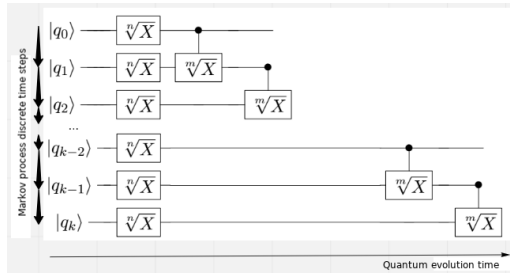 Markov process discrete time steps
|q₀⟩ ⁿ√X
|q₁⟩ ⁿ√X ᵐ√X
|q₂⟩ ⁿ√X ᵐ√X
...
|qₖ₋₂⟩ ⁿ√X
|qₖ₋₁⟩ ⁿ√X ᵐ√X
|qₖ⟩ ⁿ√X ᵐ√X
Quantum evolution time